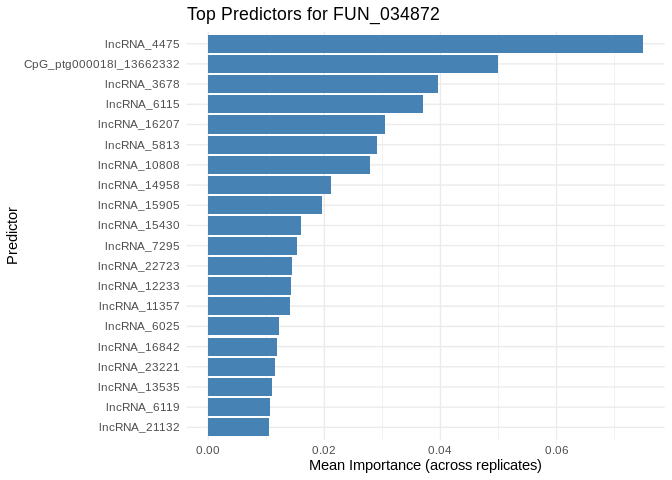 Top Predictors for FUN_034872
Predictor
lncRNA_4475
CpG_ptg000018l_13662332
lncRNA_3678
lncRNA_6115
lncRNA_16207
lncRNA_5813
lncRNA_10808
lncRNA_14958
lncRNA_15905
lncRNA_15430
lncRNA_7295
lncRNA_22723
lncRNA_12233
lncRNA_11357
lncRNA_6025
lncRNA_16842
lncRNA_23221
lncRNA_13535
lncRNA_6119
lncRNA_21132
0.00 0.02 0.04 0.06
Mean Importance (across replicates)